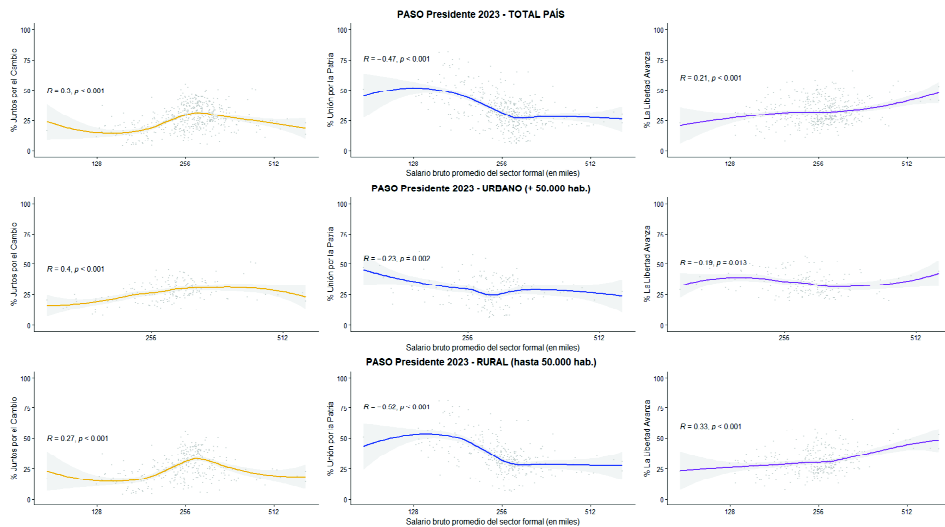 PASO Presidente 2023 - TOTAL PAÍS
% Juntos por el Cambio
100
75
50
25
0
R = 0.3, p < 0.001
128
256
512
% Unión por la Patria
100
75
50
25
0
R = −0.47, p < 0.001
128
256
512
Salario bruto promedio del sector formal (en miles)
% La Libertad Avanza
100
75
50
25
0
R = 0.21, p < 0.001
128
256
512
PASO Presidente 2023 - URBANO (+ 50.000 hab.)
% Juntos por el Cambio
100
75
50
25
0
R = 0.4, p < 0.001
256
512
% Unión por la Patria
100
75
50
25
0
R = −0.23, p = 0.002
256
512
Salario bruto promedio del sector formal (en miles)
% La Libertad Avanza
100
75
50
25
0
R = −0.19, p = 0.013
256
512
PASO Presidente 2023 - RURAL (hasta 50.000 hab.)
% Juntos por el Cambio
100
75
50
25
0
R = 0.27, p < 0.001
128
256
512
% Unión por la Patria
100
75
50
25
0
R = −0.52, p < 0.001
128
256
512
Salario bruto promedio del sector formal (en miles)
% La Libertad Avanza
100
75
50
25
0
R = 0.33, p < 0.001
128
256
512